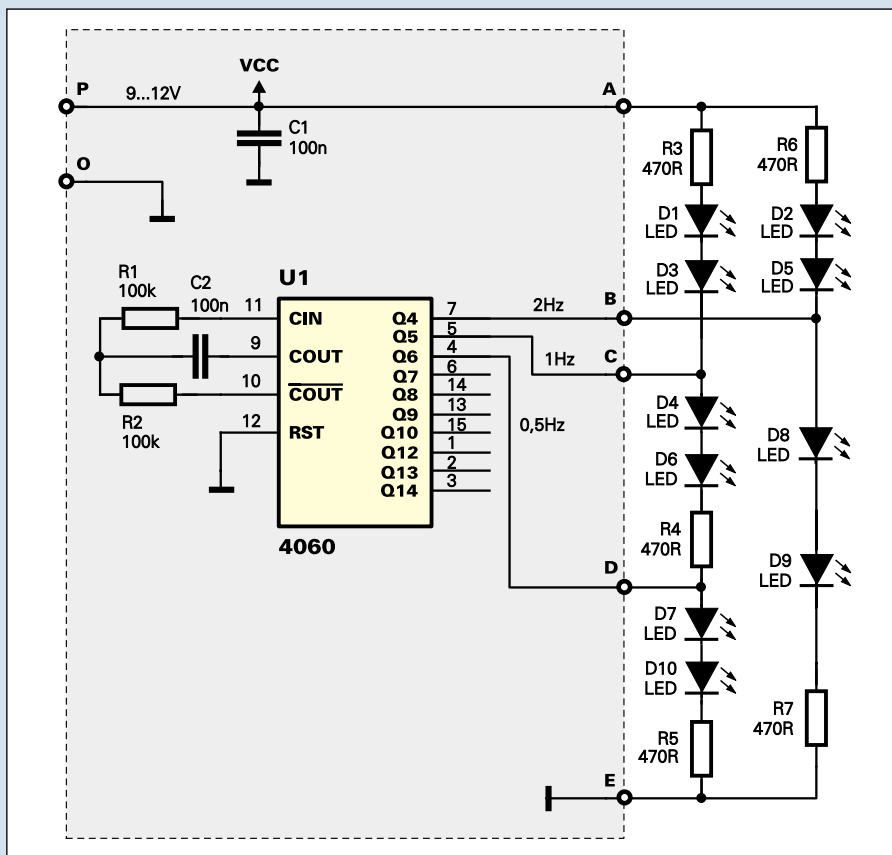 VCC
P
9...12V
A
C1
100n
R3
470R
R6
470R
O
D1
LED
D2
LED
D3
LED
D5
LED
R1
100k
C2
100n
U1
11
CIN
Q4
7
2Hz
B
9
COUT
Q5
5
1Hz
C
Q6
4
10
COUT
Q7
6
Q8
14
R2
100k
12
RST
Q9
13
Q10
15
0,5Hz
Q12
1
Q13
2
Q14
3
4060
D4
LED
D6
LED
D8
LED
R4
470R
D
D9
LED
D7
LED
D10
LED
R5
470R
R7
470R
E